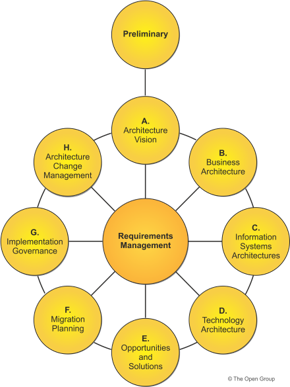 Preliminary
A.
Architecture
Vision
H.
Architecture
Change
Management
B.
Business
Architecture
G.
Implementation
Governance
Requirements
Management
C.
Information
Systems
Architectures
F.
Migration
Planning
D.
Technology
Architecture
E.
Opportunities
and
Solutions
© The Open Group